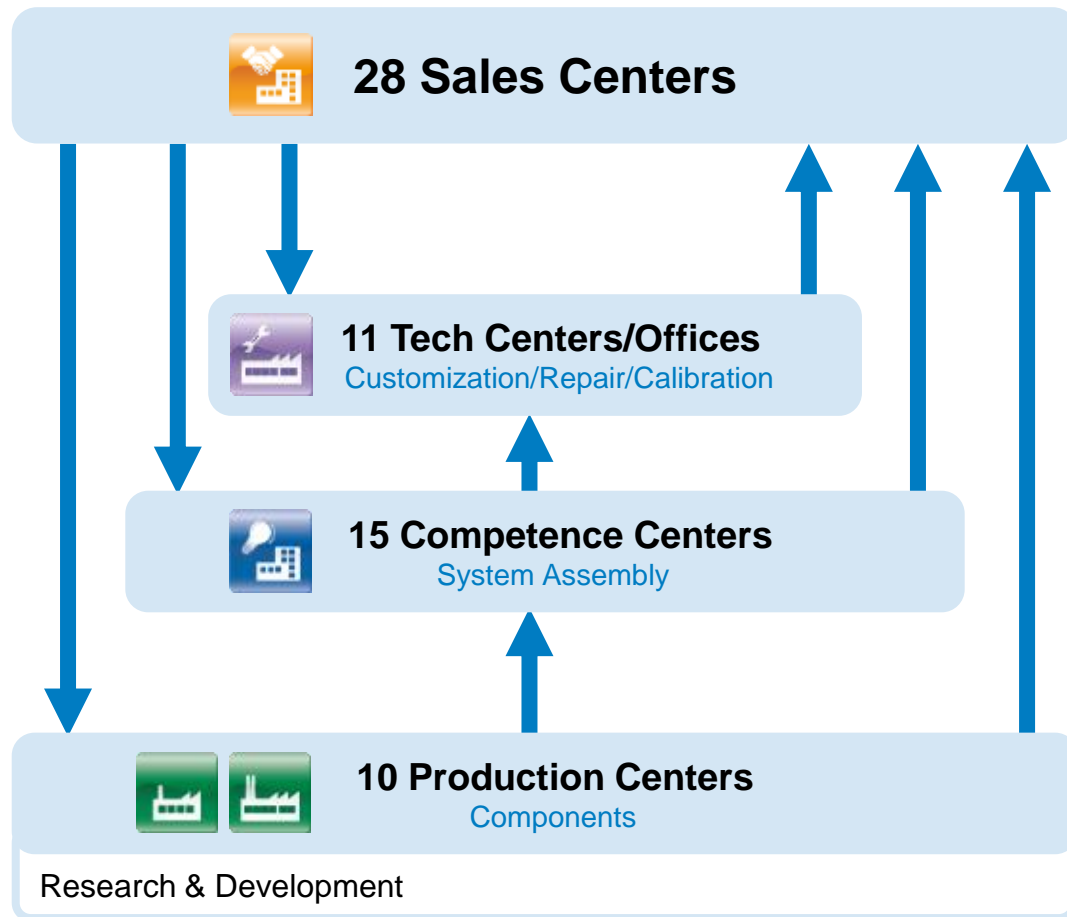 28 Sales Centers
11 Tech Centers/Offices
Customization/Repair/Calibration
15 Competence Centers
System Assembly
10 Production Centers
Components
Research & Development